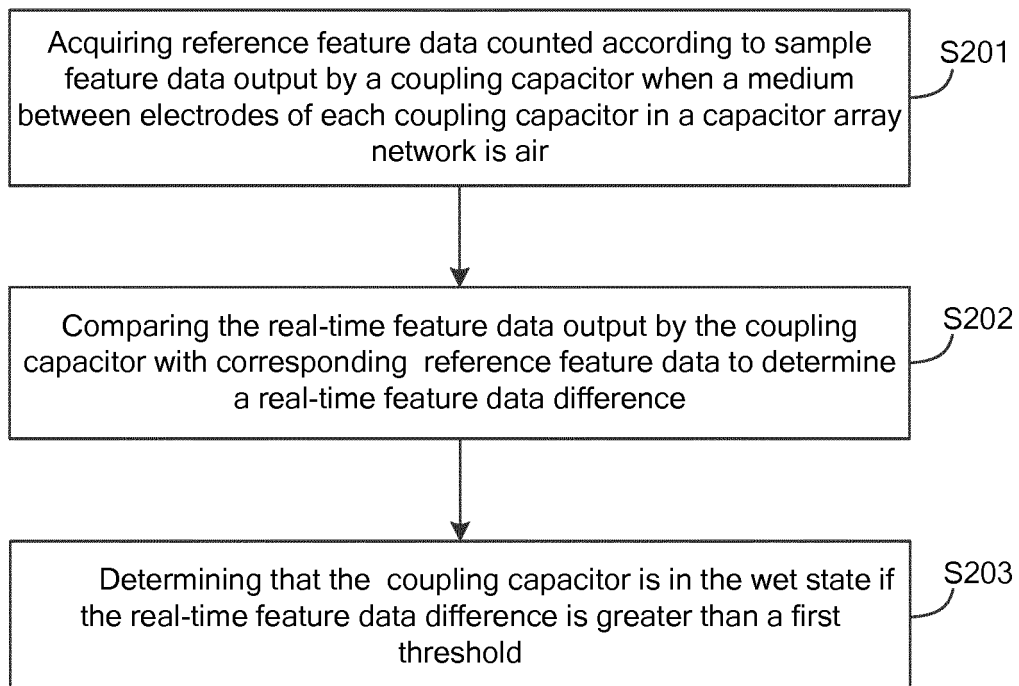 Acquiring reference feature data counted according to sample
feature data output by a coupling capacitor when a medium
between electrodes of each coupling capacitor in a capacitor array
network is air
S201
Comparing the real-time feature data output by the coupling
capacitor with corresponding reference feature data to determine
a real-time feature data difference
S202
Determining that the coupling capacitor is in the wet state if
the real-time feature data difference is greater than a first
threshold
S203